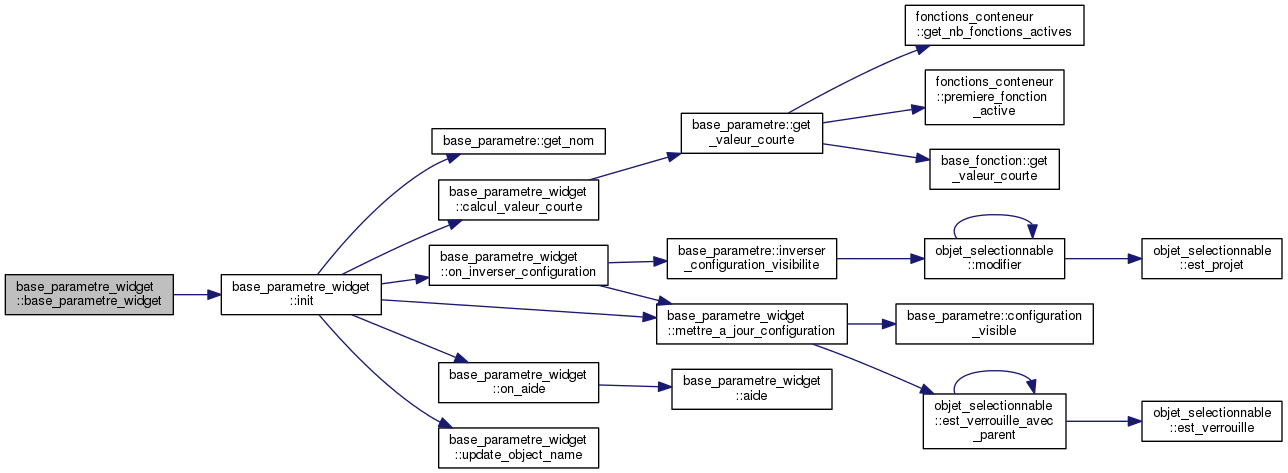 base_parametre_widget
::base_parametre_widget
base_parametre_widget
::init
base_parametre::get_nom
base_parametre_widget
::calcul_valeur_courte
base_parametre_widget
::on_inverser_configuration
base_parametre_widget
::on_aide
base_parametre_widget
::update_object_name
base_parametre::get
_valeur_courte
base_parametre::inverser
_configuration_visibilite
base_parametre_widget
::mettre_a_jour_configuration
base_parametre_widget
::aide
fonctions_conteneur
::get_nb_fonctions_actives
fonctions_conteneur
::premiere_fonction
_active
base_fonction::get
_valeur_courte
objet_selectionnable
::modifier
base_parametre::configuration
_visible
objet_selectionnable
::est_verrouille_avec
_parent
objet_selectionnable
::est_projet
objet_selectionnable
::est_verrouille